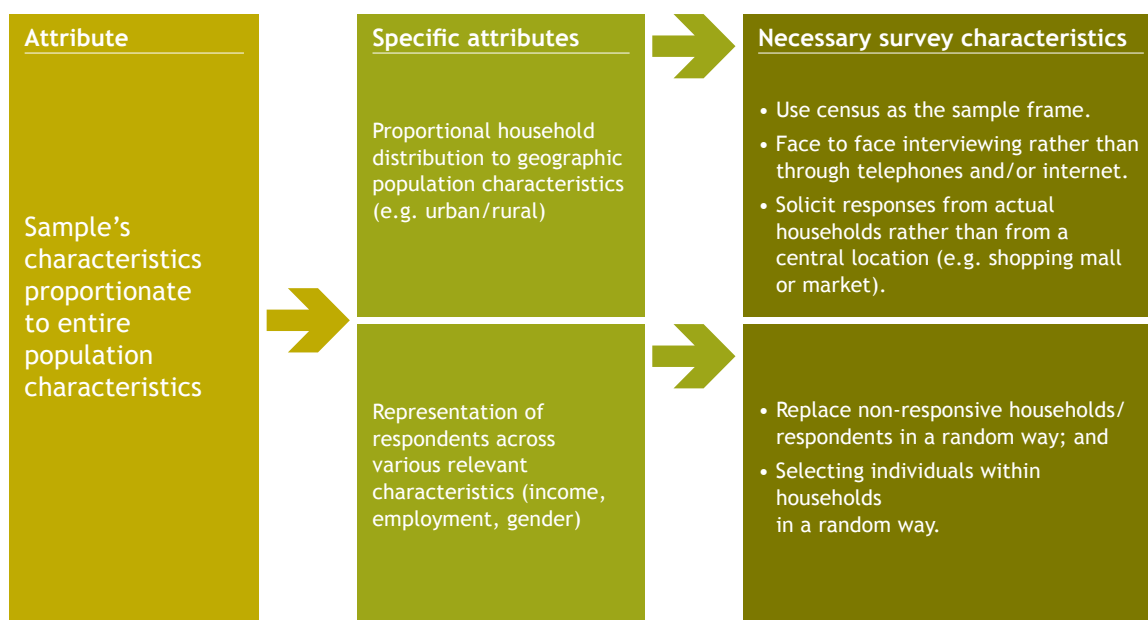 Attribute
Sample’s
characteristics
proportionate
to entire
population
characteristics
Specific attributes
Proportional household
distribution to geographic
population characteristics
(e.g. urban/rural)
Representation of
respondents across
various relevant
characteristics (income,
employment, gender)
Necessary survey characteristics
• Use census as the sample frame.
• Face to face interviewing rather than
through telephones and/or internet.
• Solicit responses from actual
households rather than from a
central location (e.g. shopping mall
or market).
• Replace non-responsive households/
respondents in a random way; and
• Selecting individuals within
households
in a random way.